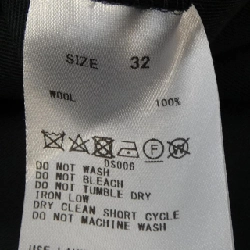 SIZE 32
WOOL 100%
DS006
DO NOT WASH
DO NOT BLEACH
DO NOT TUMBLE DRY
IRON LOW
DRY CLEAN SHORT CYCLE
DO NOT MACHINE WASH